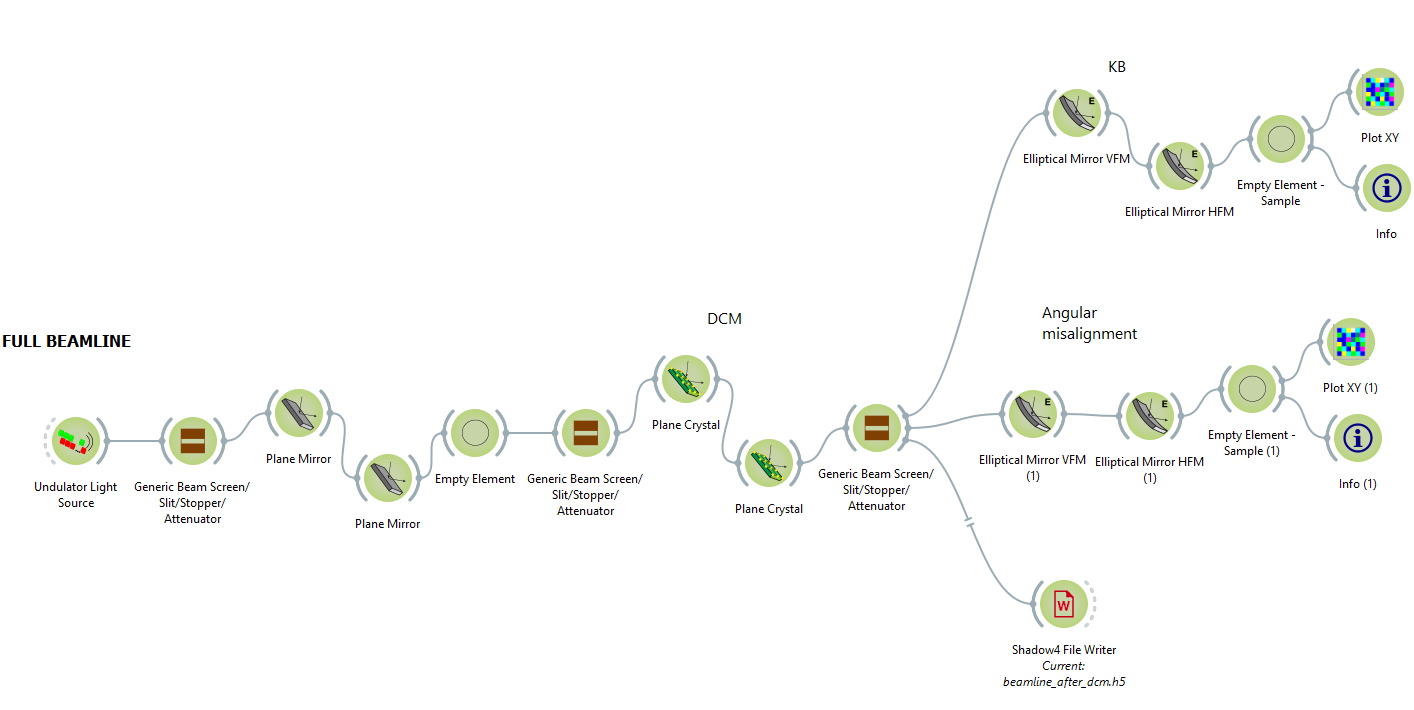 KB
E
Elliptical Mirror VFM
E
Elliptical Mirror HFM
Empty Element -
Sample
Plot XY
i
Info
FULL BEAMLINE
Undulator Light
Source
Generic Beam Screen/
Slit/Stopper/
Attenuator
Plane Mirror
Plane Mirror
Empty Element
Generic Beam Screen/
Slit/Stopper/
Attenuator
DCM
Plane Crystal
Plane Crystal
Generic Beam Screen/
Slit/Stopper/
Attenuator
Angular
misalignment
E
Elliptical Mirror VFM
(1)
E
Elliptical Mirror HFM
(1)
Empty Element -
Sample (1)
Plot XY (1)
i
Info (1)
W
Shadow4 File Writer
Current:
beamline_after_dcm.h5